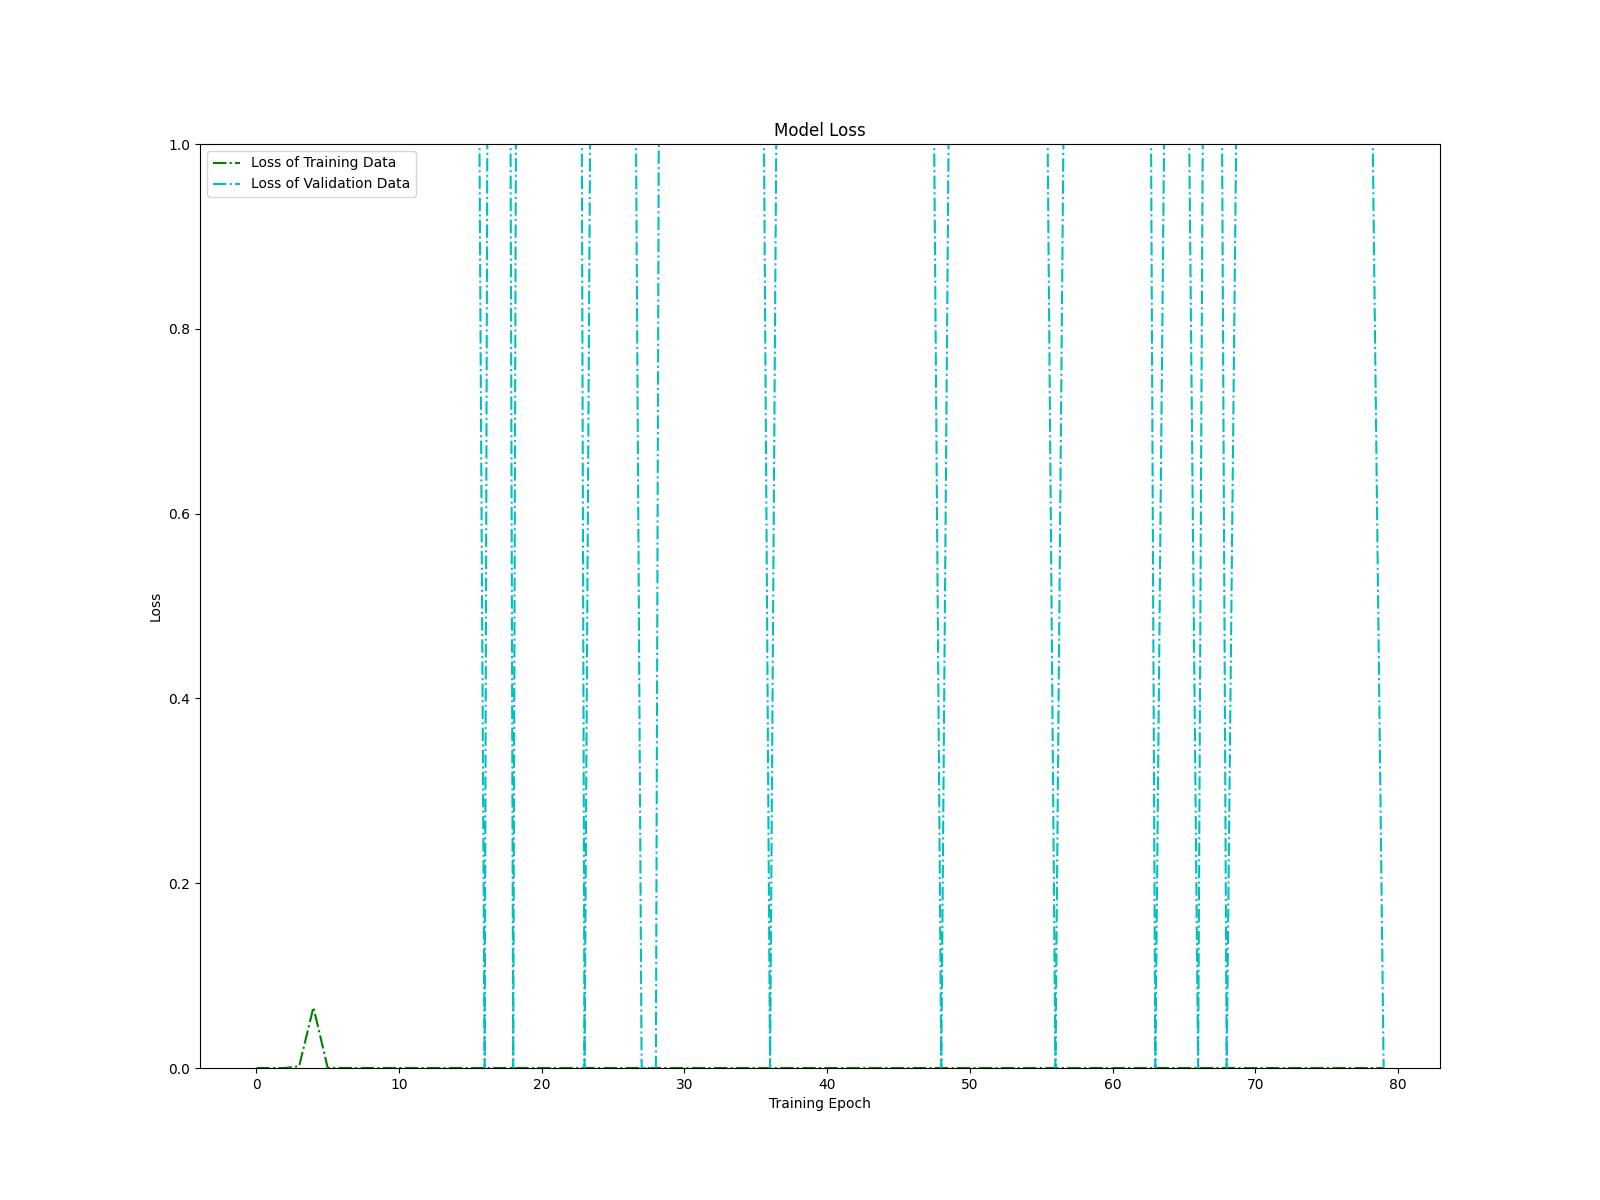 Model Loss
1.0
Loss of Training Data
Loss of Validation Data
0.8
0.6
Loss
0.4
0.2
0.0
0 10 20 30 40 50 60 70 80
Training Epoch